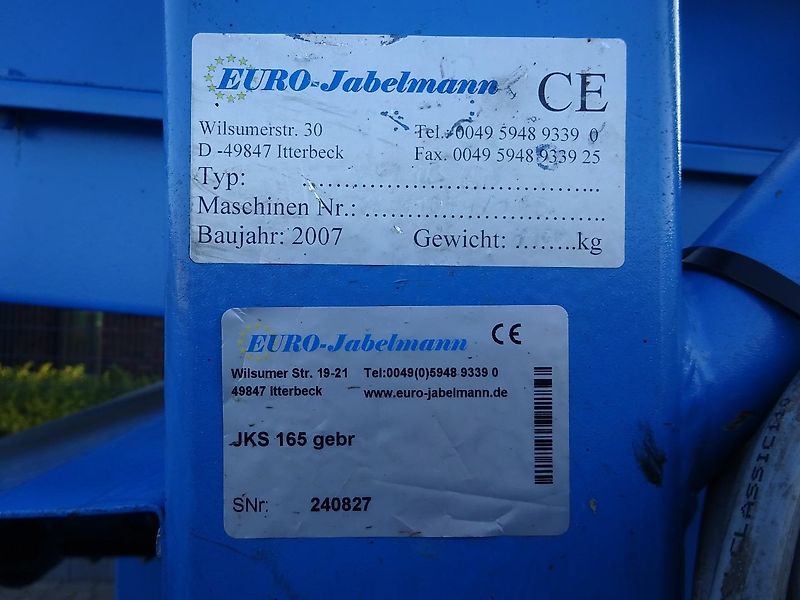 EURO-Jabelmann CE
Wilsumerstr. 30 Tel.:0049 5948 9339 0
D -49847 Itterbeck Fax. 0049 5948 9339 25
Typ: .......................................
Maschinen Nr.: ................................
Baujahr: 2007 Gewicht: ........kg
EURO-Jabelmann CE
Wilsumer Str. 19-21 Tel:0049(0)5948 9339 0
49847 Itterbeck www.euro-jabelmann.de
JKS 165 gebr
SNr: 240827
CLASSIC